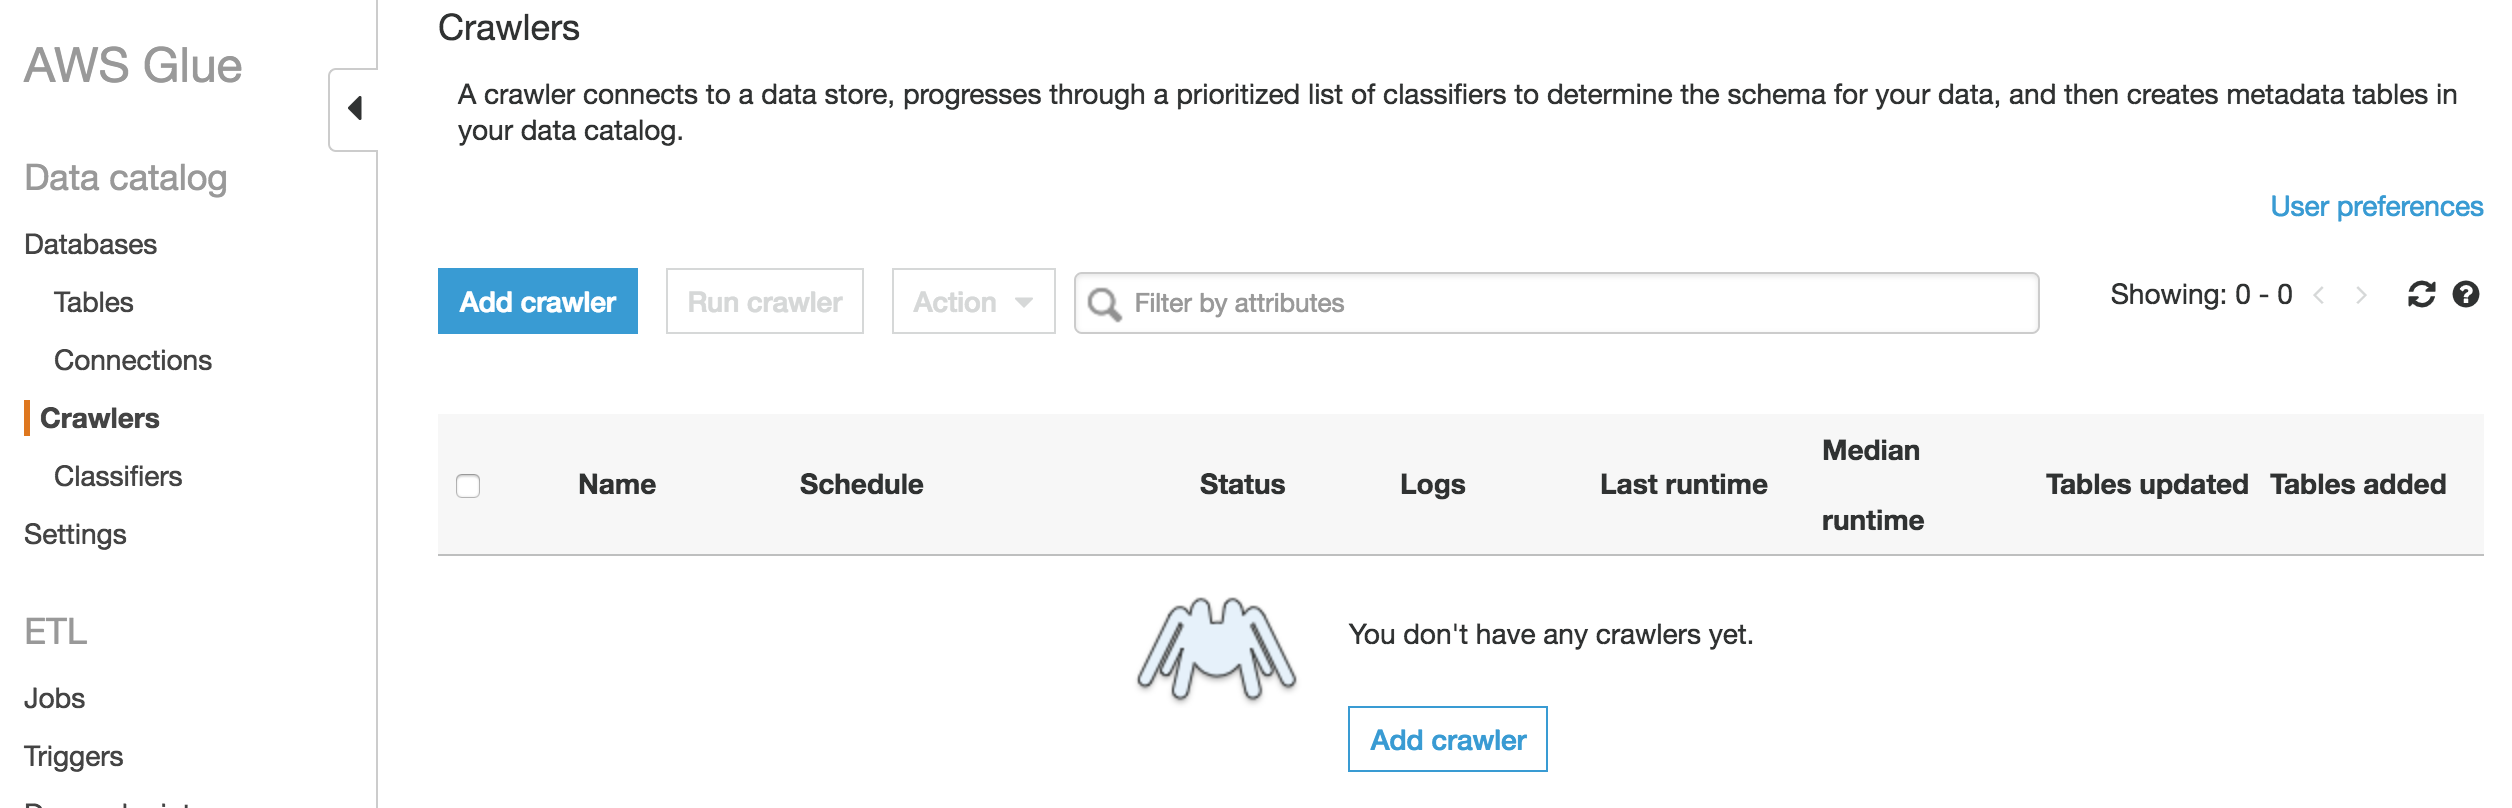 AWS Glue
Data catalog
Databases
Tables
Connections
Crawlers
Classifiers
Settings
ETL
Jobs
Triggers
Crawlers
A crawler connects to a data store, progresses through a prioritized list of classifiers to determine the schema for your data, and then creates metadata tables in
your data catalog.
User preferences
Add crawler
Run crawler
Action
Filter by attributes
Showing: 0 - 0
Name
Schedule
Status
Logs
Last runtime
Median
runtime
Tables updated
Tables added
You don't have any crawlers yet.
Add crawler